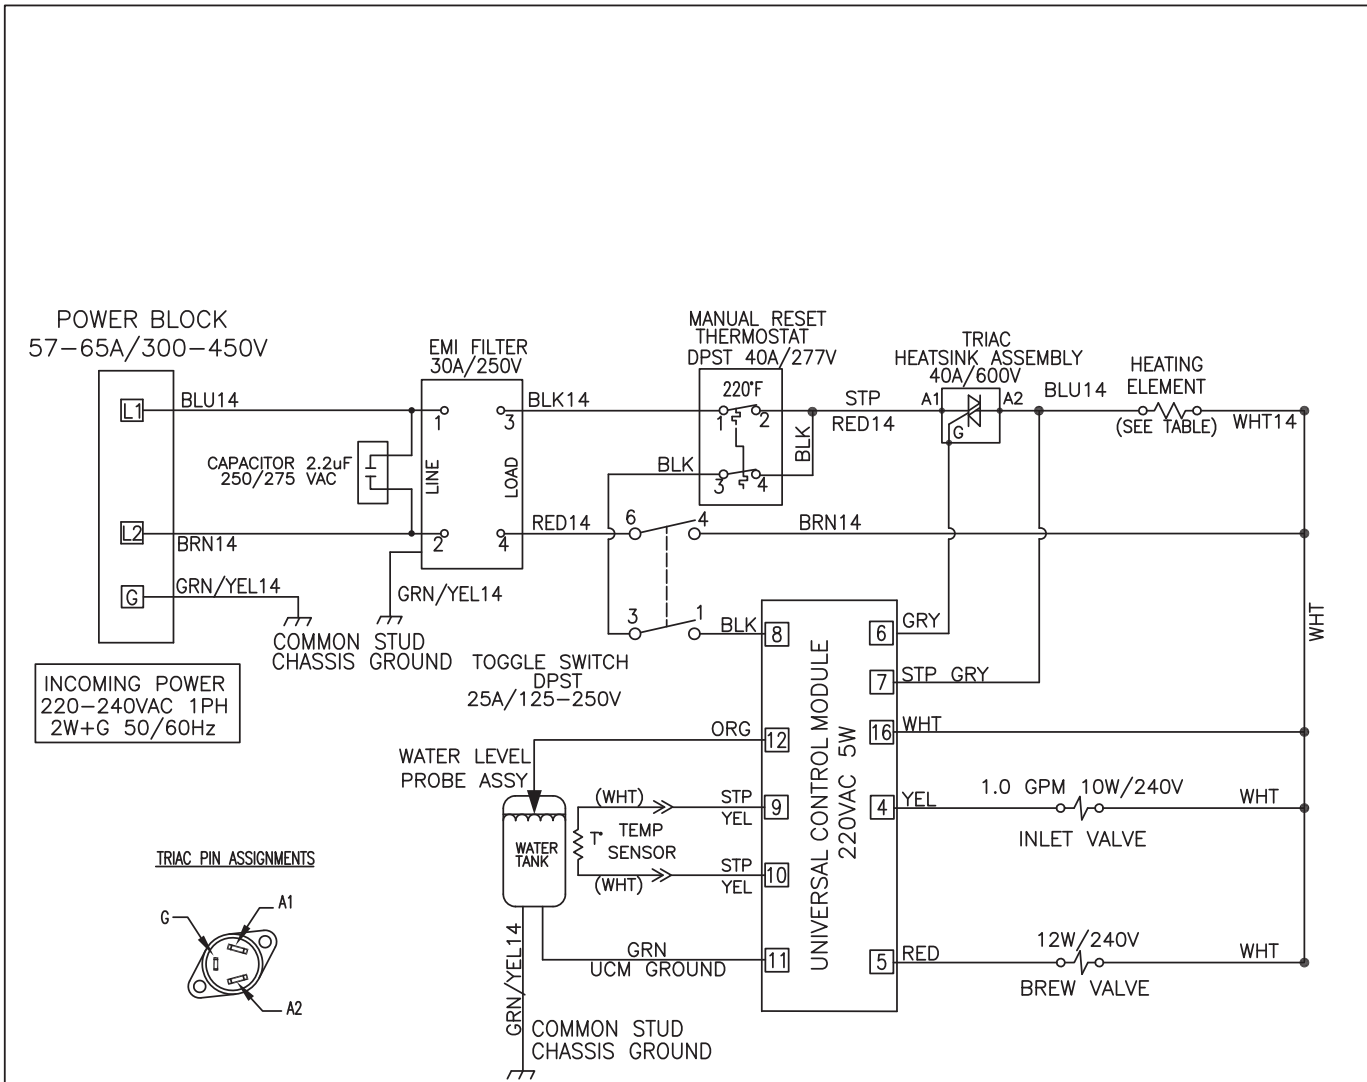 POWER BLOCK
57-65A/300-450V
L1
BLU14
CAPACITOR 2.2uF
250/275 VAC
L2
BRN14
G
GRN/YEL14
COMMON STUD
CHASSIS GROUND
INCOMING POWER
220-240VAC 1PH
2W+G 50/60Hz
EMI FILTER
30A/250V
1
3
LINE
LOAD
2
4
GRN/YEL14
BLK14
RED14
MANUAL RESET
THERMOSTAT
DPST 40A/277V
220°F
1
2
3
4
BLK
BLK
STP
RED14
TRIAC
HEATSINK ASSEMBLY
40A/600V
A1
A2
G
BLU14
HEATING
ELEMENT
(SEE TABLE)
WHT14
6
4
BRN14
3
1
BLK
TOGGLE SWITCH
DPST
25A/125-250V
WHT
UNIVERSAL CONTROL MODULE
220VAC 5W
8
12
9
10
11
6
7
16
4
5
GRY
STP GRY
WHT
YEL
1.0 GPM 10W/240V
WHT
INLET VALVE
RED
12W/240V
WHT
BREW VALVE
ORG
WATER LEVEL
PROBE ASSY
WATER
TANK
(WHT)
STP
YEL
T°
TEMP
SENSOR
(WHT)
STP
YEL
GRN
UCM GROUND
GRN/YEL14
COMMON STUD
CHASSIS GROUND
TRIAC PIN ASSIGNMENTS
G
A1
A2